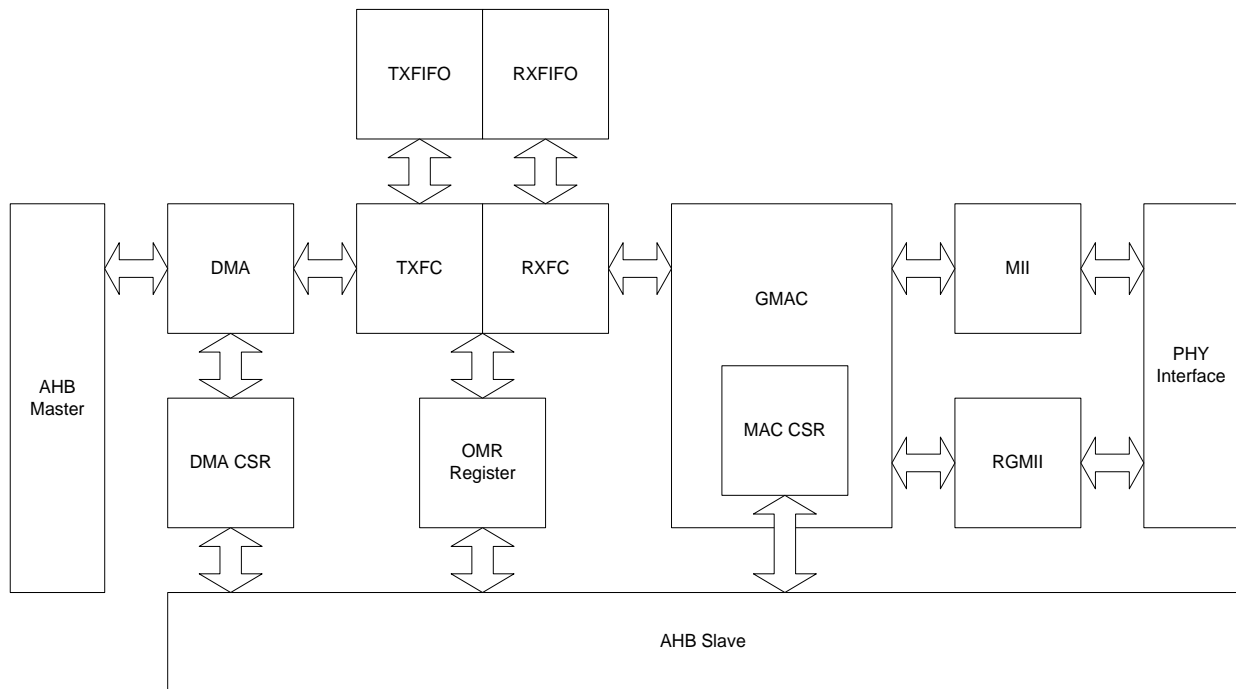 TXFIFO
RXFIFO
AHB
Master
DMA
TXFC
RXFC
GMAC
MII
PHY
Interface
DMA CSR
OMR
Register
MAC CSR
RGMII
AHB Slave